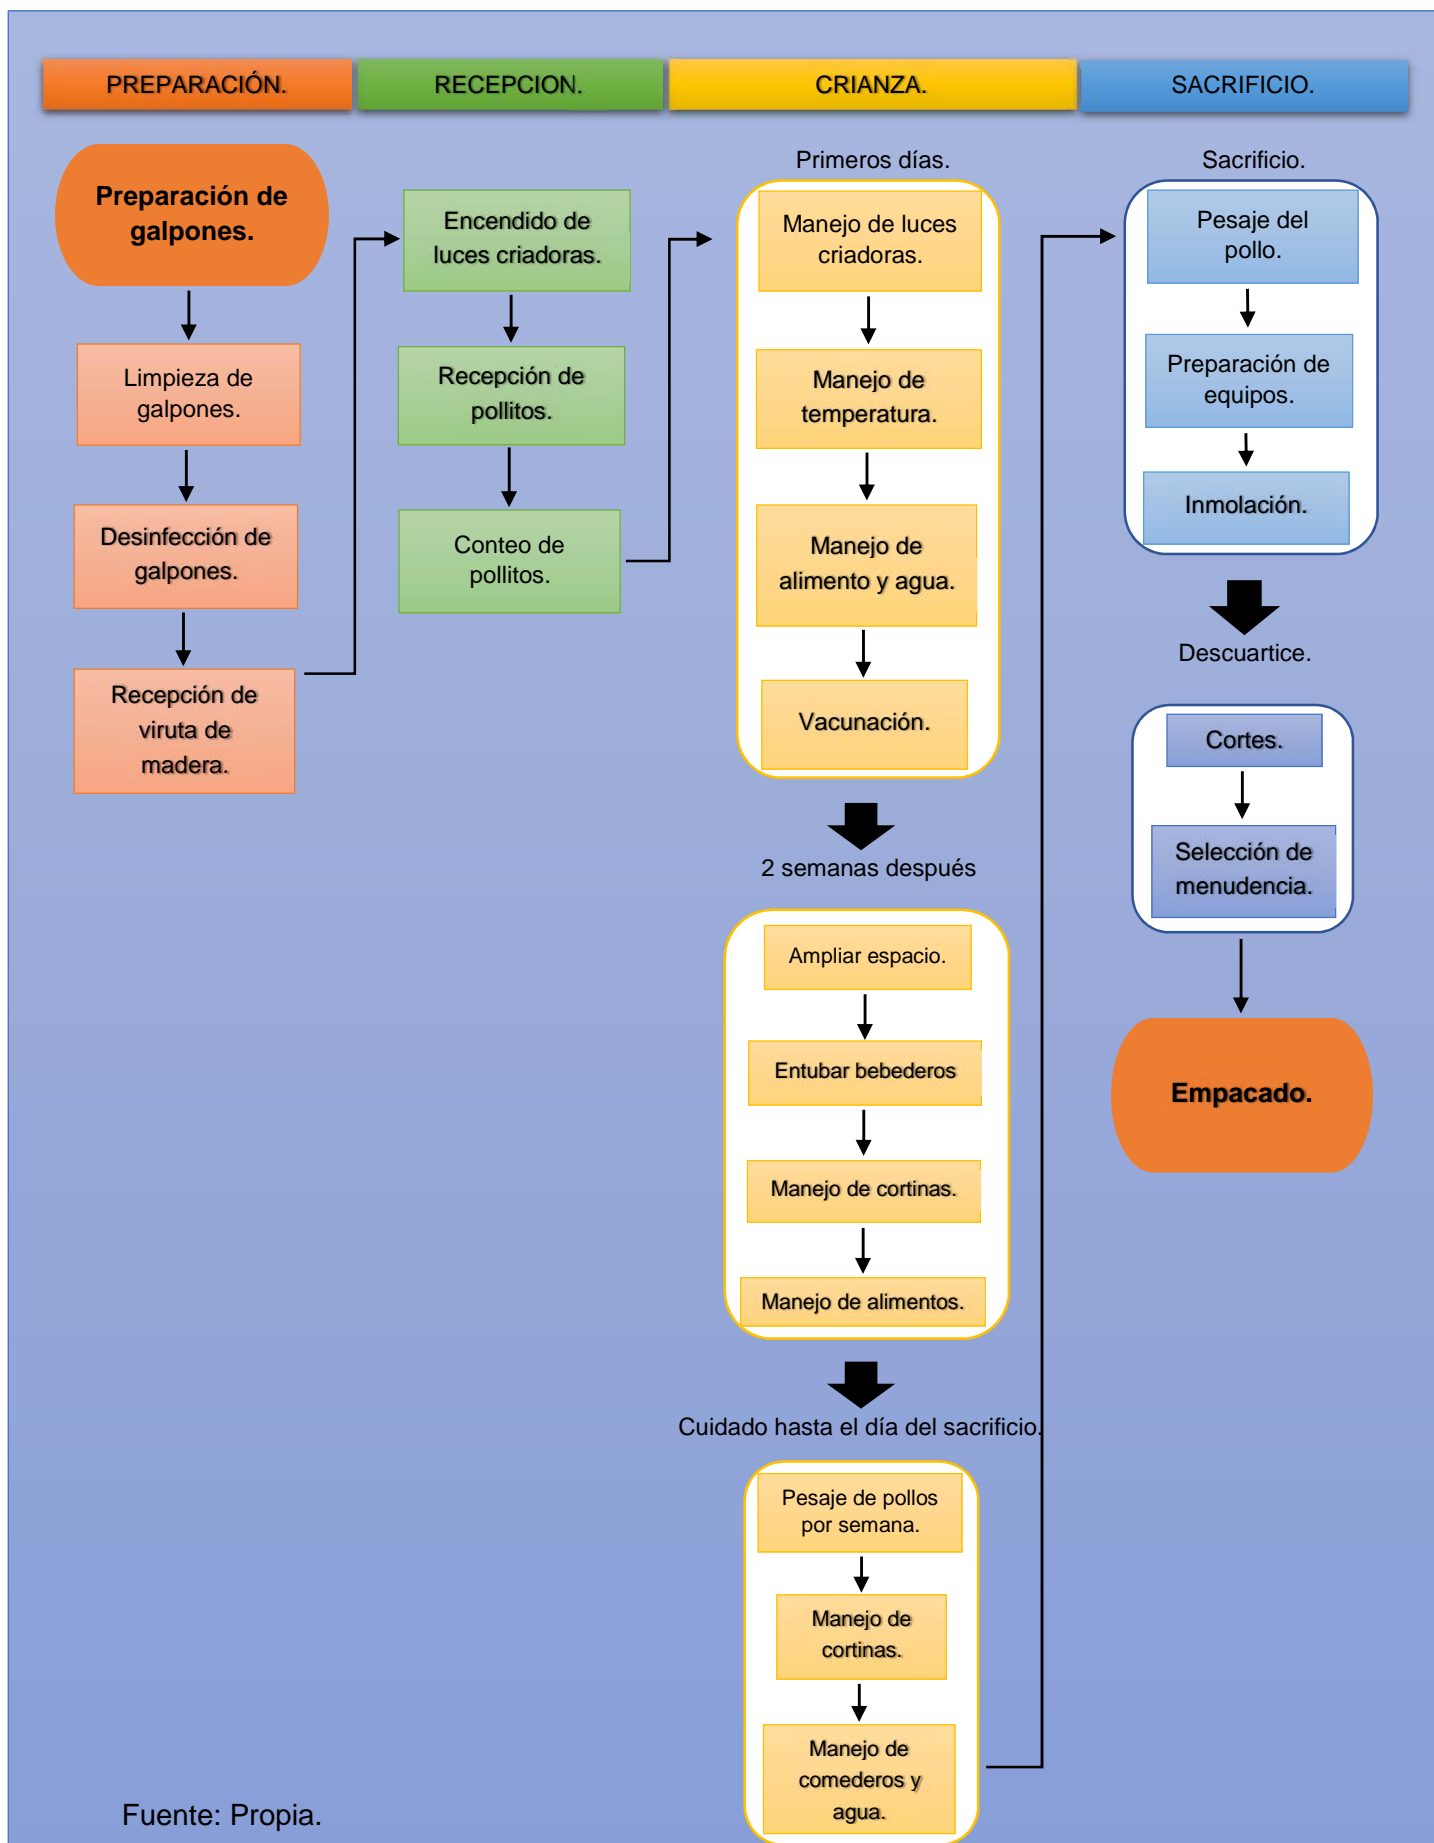 PREPARACIÓN.
RECEPCION.
CRIANZA.
SACRIFICIO.
Preparación de
galpones.
Limpieza de
galpones.
Desinfección de
galpones.
Recepción de
viruta de
madera.
Encendido de
luces criadoras.
Recepción de
pollitos.
Conteo de
pollitos.
Primeros días.
Manejo de luces
criadoras.
Manejo de
temperatura.
Manejo de
alimento y agua.
Vacunación.
2 semanas después
Ampliar espacio.
Entubar bebederos
Manejo de cortinas.
Manejo de alimentos.
Cuidado hasta el día del sacrificio.
Pesaje de pollos
por semana.
Manejo de
cortinas.
Manejo de
comederos y
agua.
Sacrificio.
Pesaje del
pollo.
Preparación de
equipos.
Inmolación.
Descuartice.
Cortes.
Selección de
menudencia.
Empacado.
Fuente: Propia.